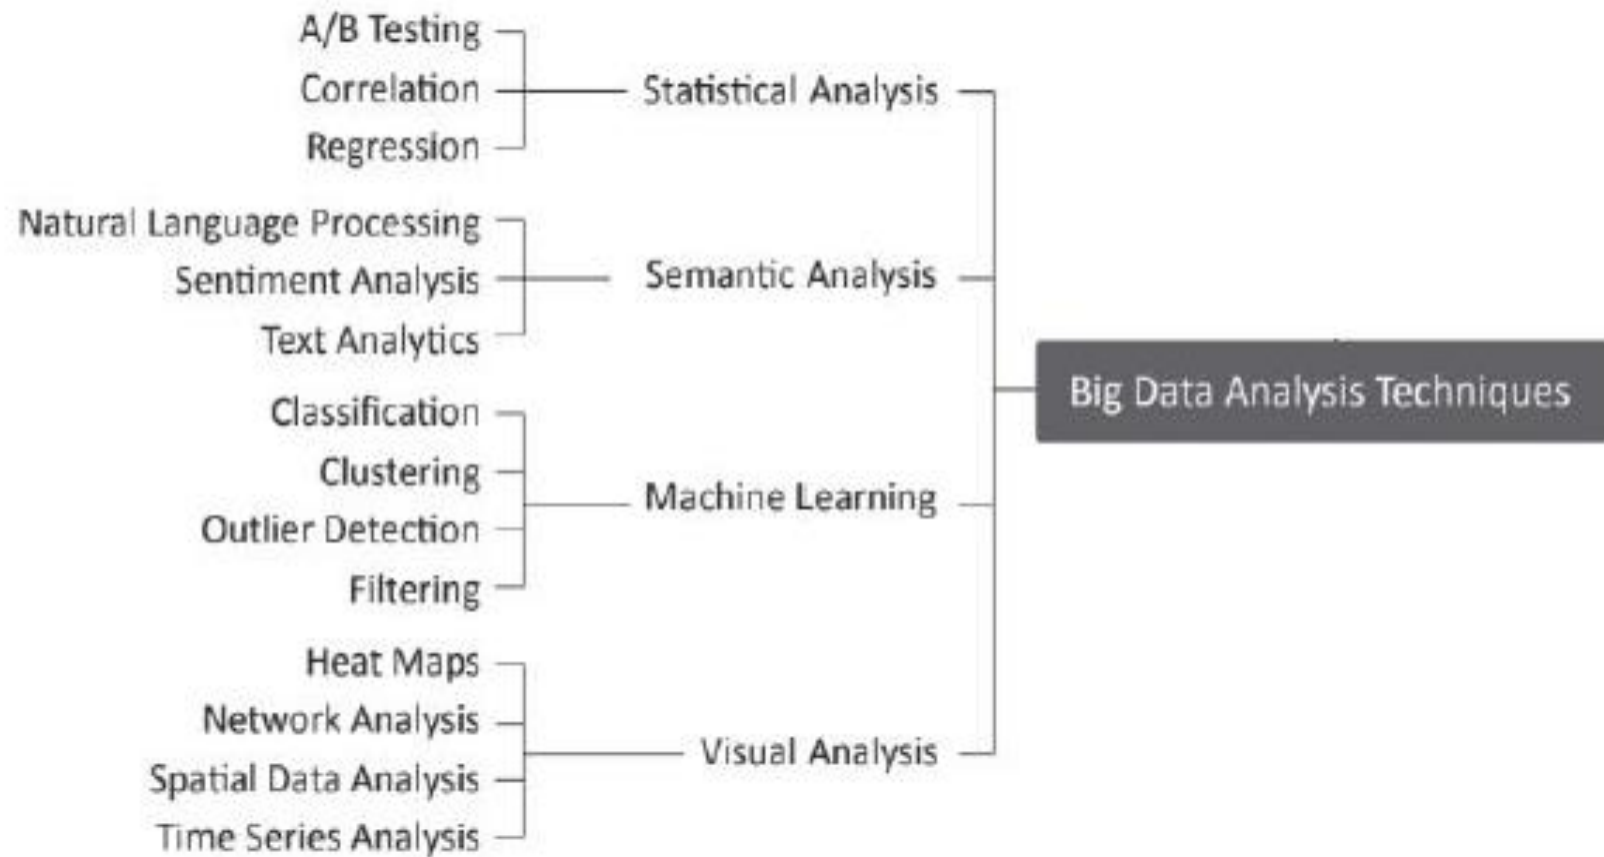 A/B Testing
Correlation
Regression
Statistical Analysis
Natural Language Processing
Sentiment Analysis
Text Analytics
Semantic Analysis
Classification
Clustering
Outlier Detection
Filtering
Machine Learning
Heat Maps
Network Analysis
Spatial Data Analysis
Time Series Analysis
Visual Analysis
Big Data Analysis Techniques